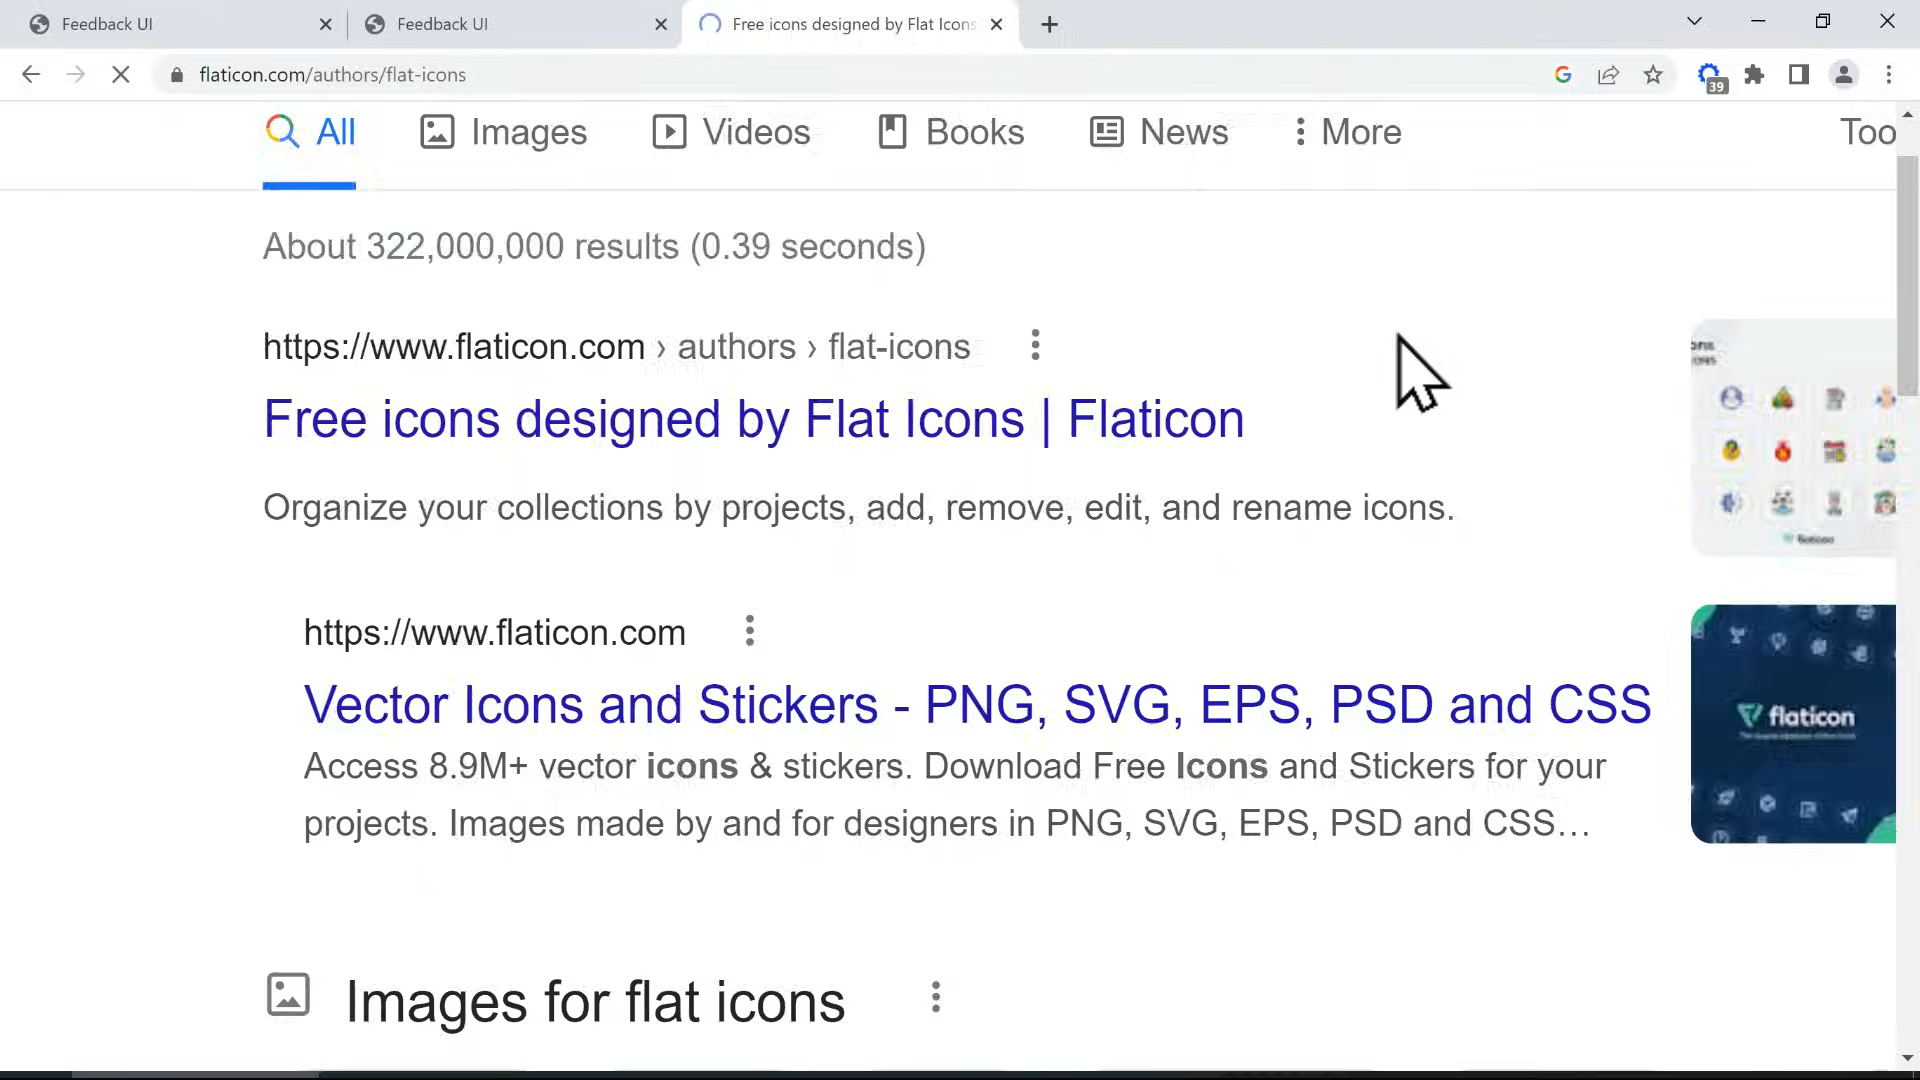 Feedback UI
Feedback UI
Free icons designed by Flat Icons
flaticon.com/authors/flat-icons
39
All
Images
Videos
Books
News
More
Too
About 322,000,000 results (0.39 seconds)
https://www.flaticon.com › authors › flat-icons
Free icons designed by Flat Icons | Flaticon
Organize your collections by projects, add, remove, edit, and rename icons.
https://www.flaticon.com
Vector Icons and Stickers - PNG, SVG, EPS, PSD and CSS
flaticon
Access 8.9M+ vector icons & stickers. Download Free Icons and Stickers for your
projects. Images made by and for designers in PNG, SVG, EPS, PSD and CSS...
Images for flat icons